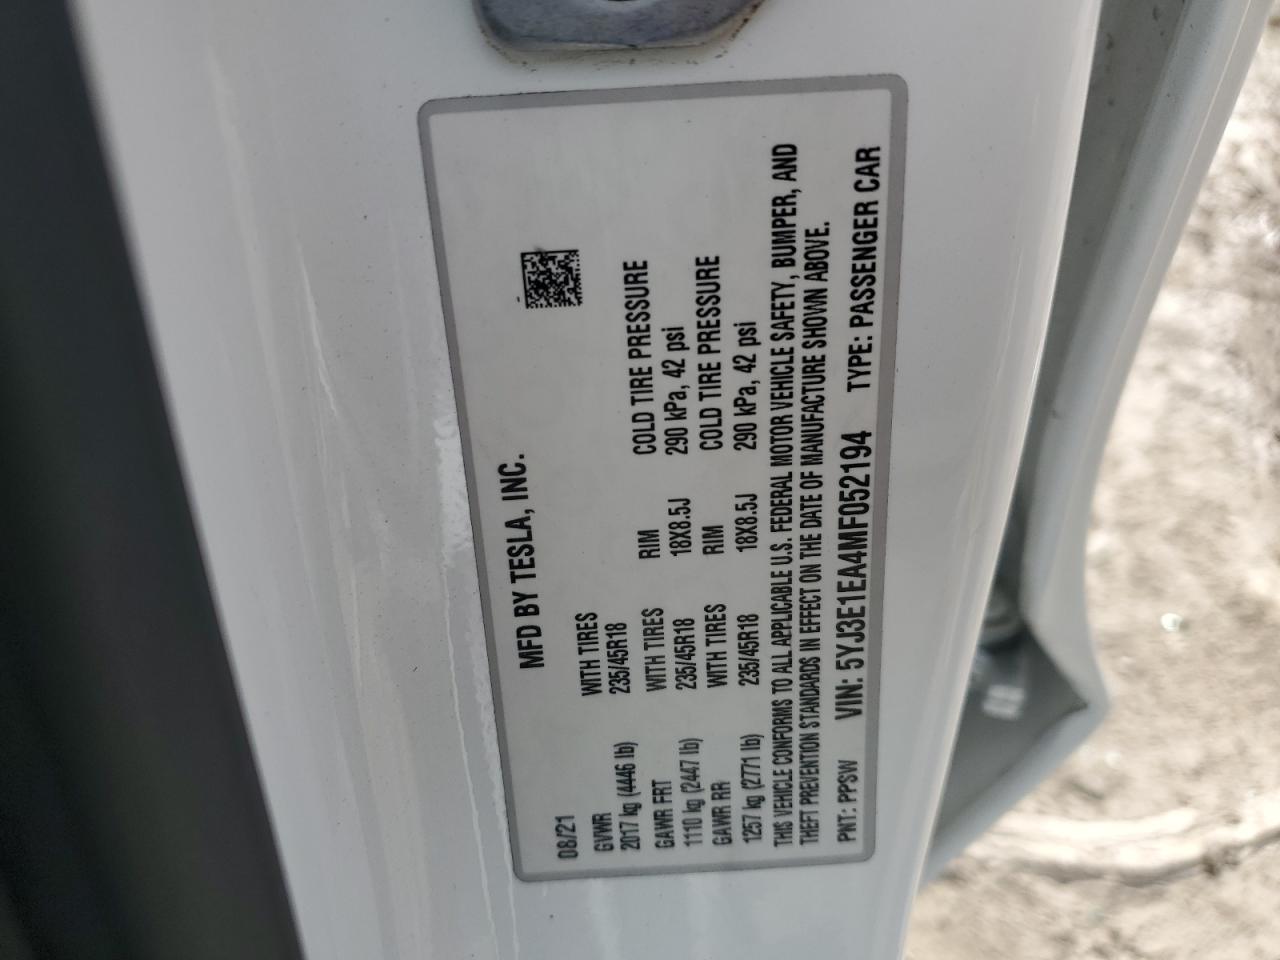 MFD BY TESLA, INC.
08/21
GVWR WITH TIRES
2017 kg (4446 lb) 235/45R18
GAWR FRT WITH TIRES RIM COLD TIRE PRESSURE
1110 kg (2447 lb) 235/45R18 18X8.5J 290 kPa, 42 psi
GAWR RR WITH TIRES RIM COLD TIRE PRESSURE
1257 kg (2771 lb) 235/45R18 18X8.5J 290 kPa, 42 psi
THIS VEHICLE CONFORMS TO ALL APPLICABLE U.S. FEDERAL MOTOR VEHICLE SAFETY, BUMPER, AND
THEFT PREVENTION STANDARDS IN EFFECT ON THE DATE OF MANUFACTURE SHOWN ABOVE.
PNT: PPSW VIN: 5YJ3E1EA4MF052194 TYPE: PASSENGER CAR